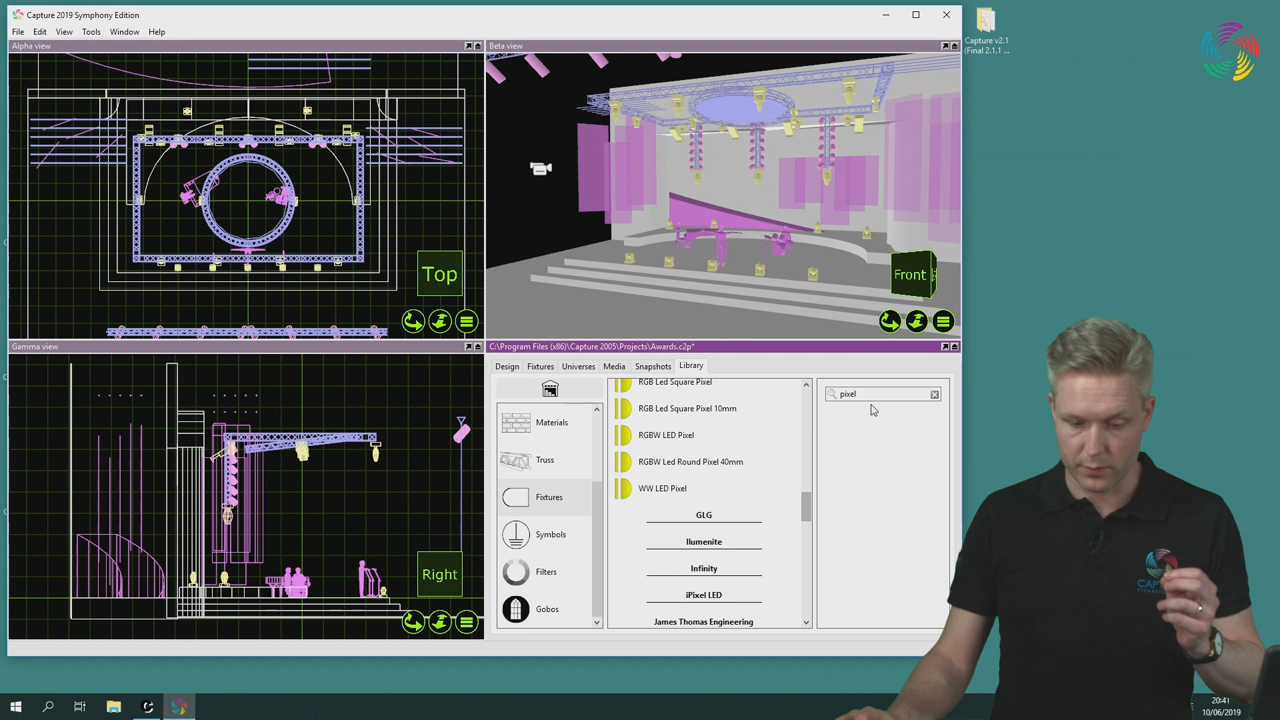 Capture 2019 Symphony Edition
File Edit View Tools Window Help
Alpha view
Beta view
Top
Front
Gamma view
Right
C:\Program Files (x86)\Capture 2005\Projects\Awards.c2p*
Design Fixtures Universes Media Snapshots Library
Materials
Truss
Fixtures
Symbols
Filters
Gobos
RGB Led Square Pixel
RGB Led Square Pixel 10mm
RGBW LED Pixel
RGBW Led Round Pixel 40mm
WW LED Pixel
GLG
Ilumenite
Infinity
iPixel LED
James Thomas Engineering
pixel
Capture v2.1
(Final 2.1.1 ...
20:41
10/06/2019